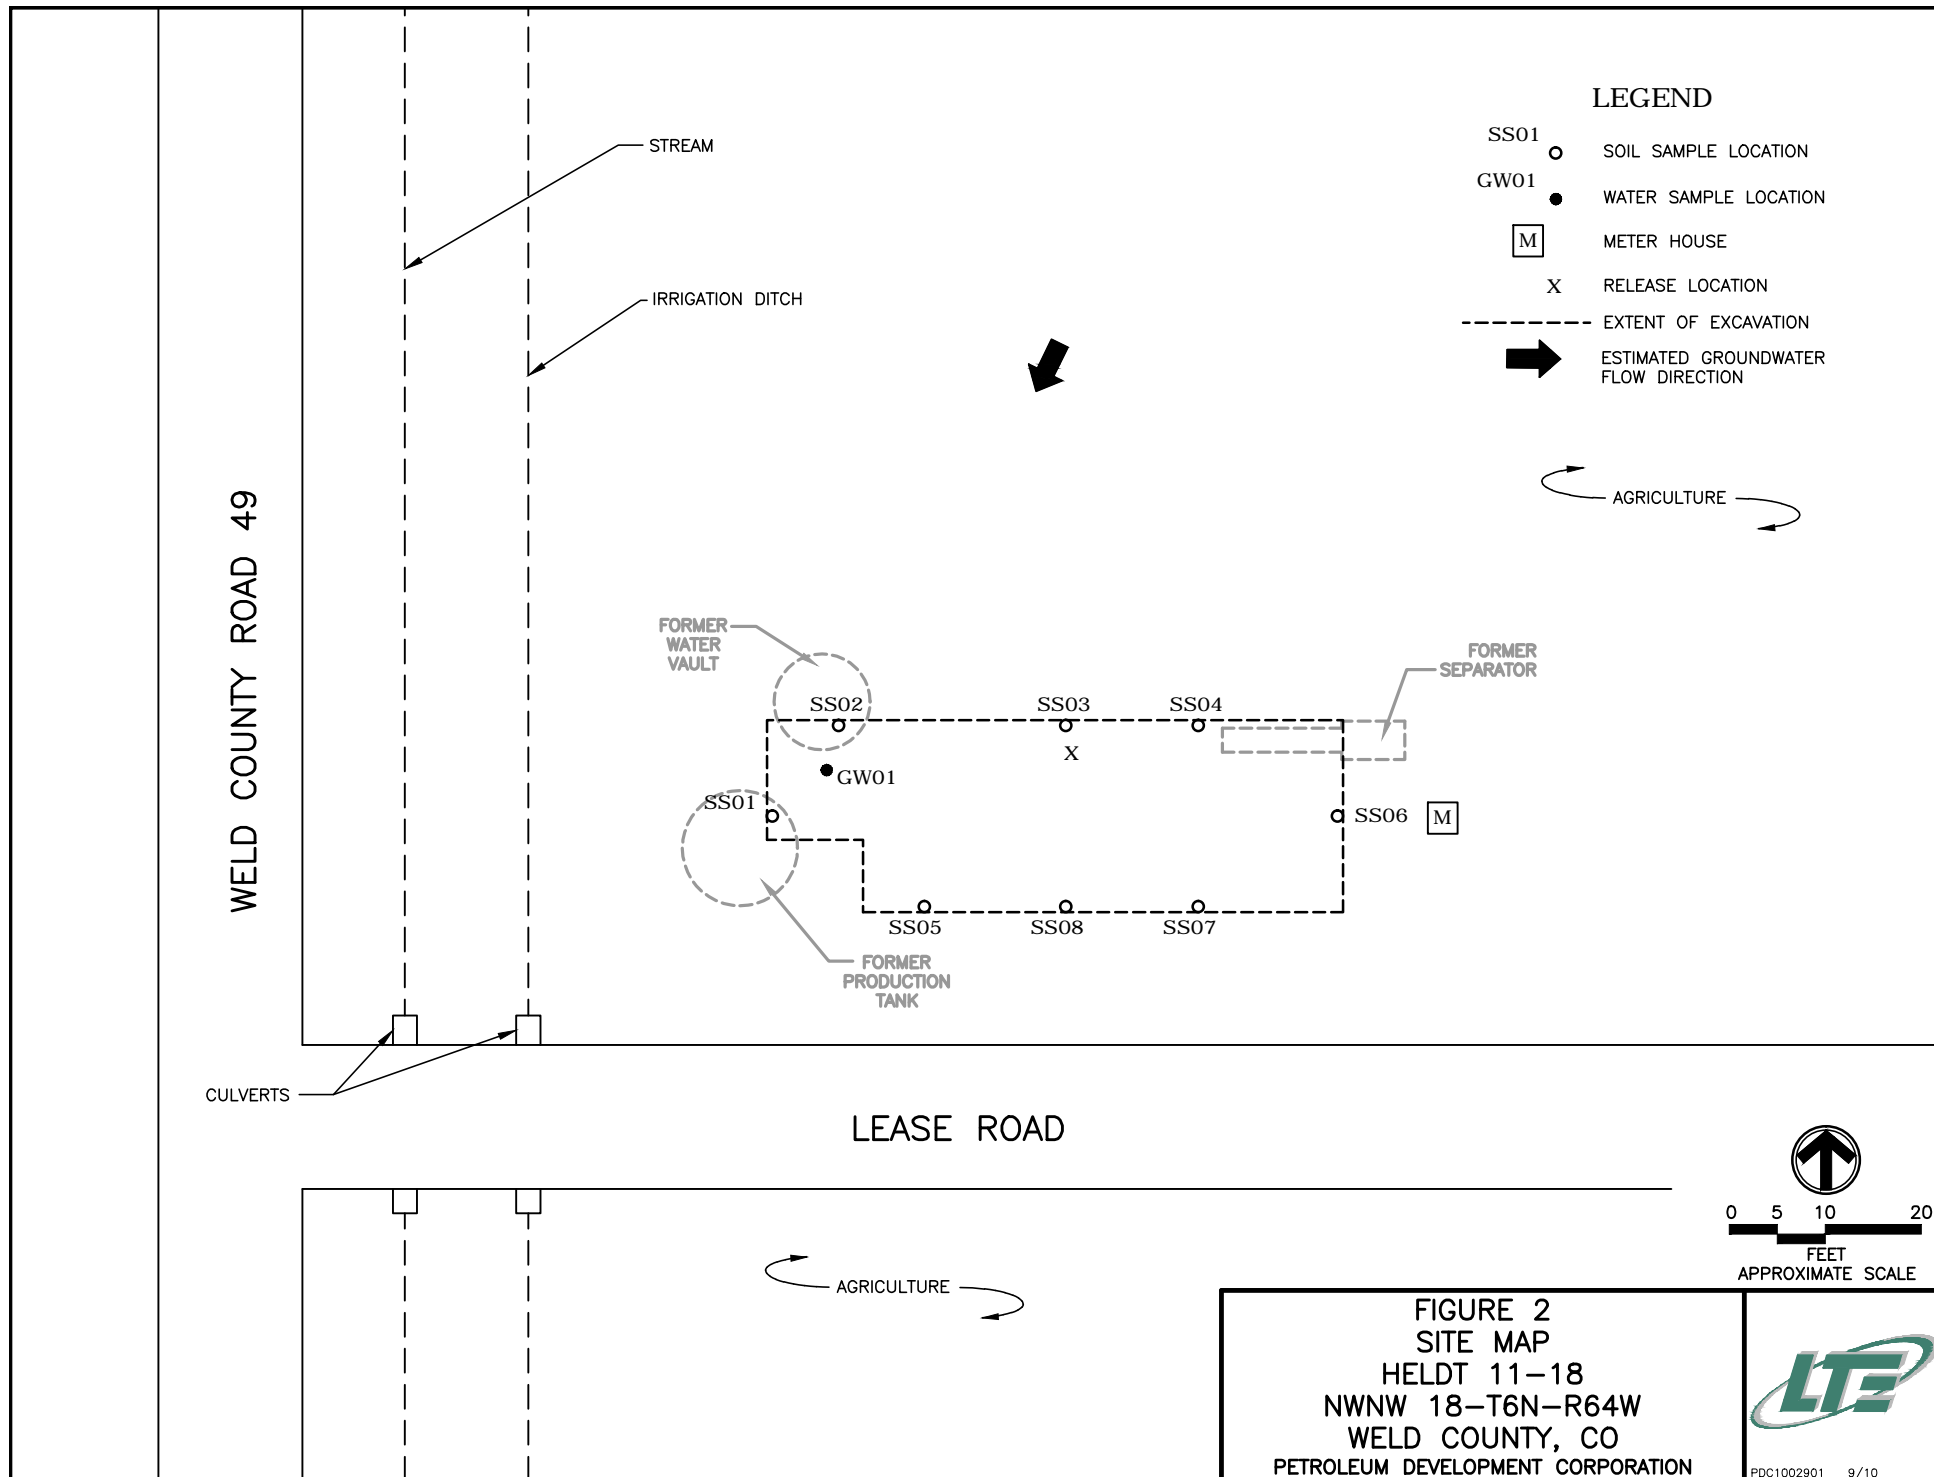 STREAM
IRRIGATION DITCH
LEGEND
SS01
SOIL SAMPLE LOCATION
GW01
WATER SAMPLE LOCATION
M
METER HOUSE
X
RELEASE LOCATION
EXTENT OF EXCAVATION
ESTIMATED GROUNDWATER
FLOW DIRECTION
AGRICULTURE
WELD COUNTY ROAD 49
FORMER
WATER
VAULT
FORMER
SEPARATOR
SS02
SS03
SS04
X
GW01
SS01
SS06
M
SS05
SS08
SS07
FORMER
PRODUCTION
TANK
CULVERTS
LEASE ROAD
0 5 10 20
FEET
APPROXIMATE SCALE
AGRICULTURE
FIGURE 2
SITE MAP
HELDT 11-18
NWNW 18-T6N-R64W
WELD COUNTY, CO
PETROLEUM DEVELOPMENT CORPORATION
LTE
PDC1002901 9/10